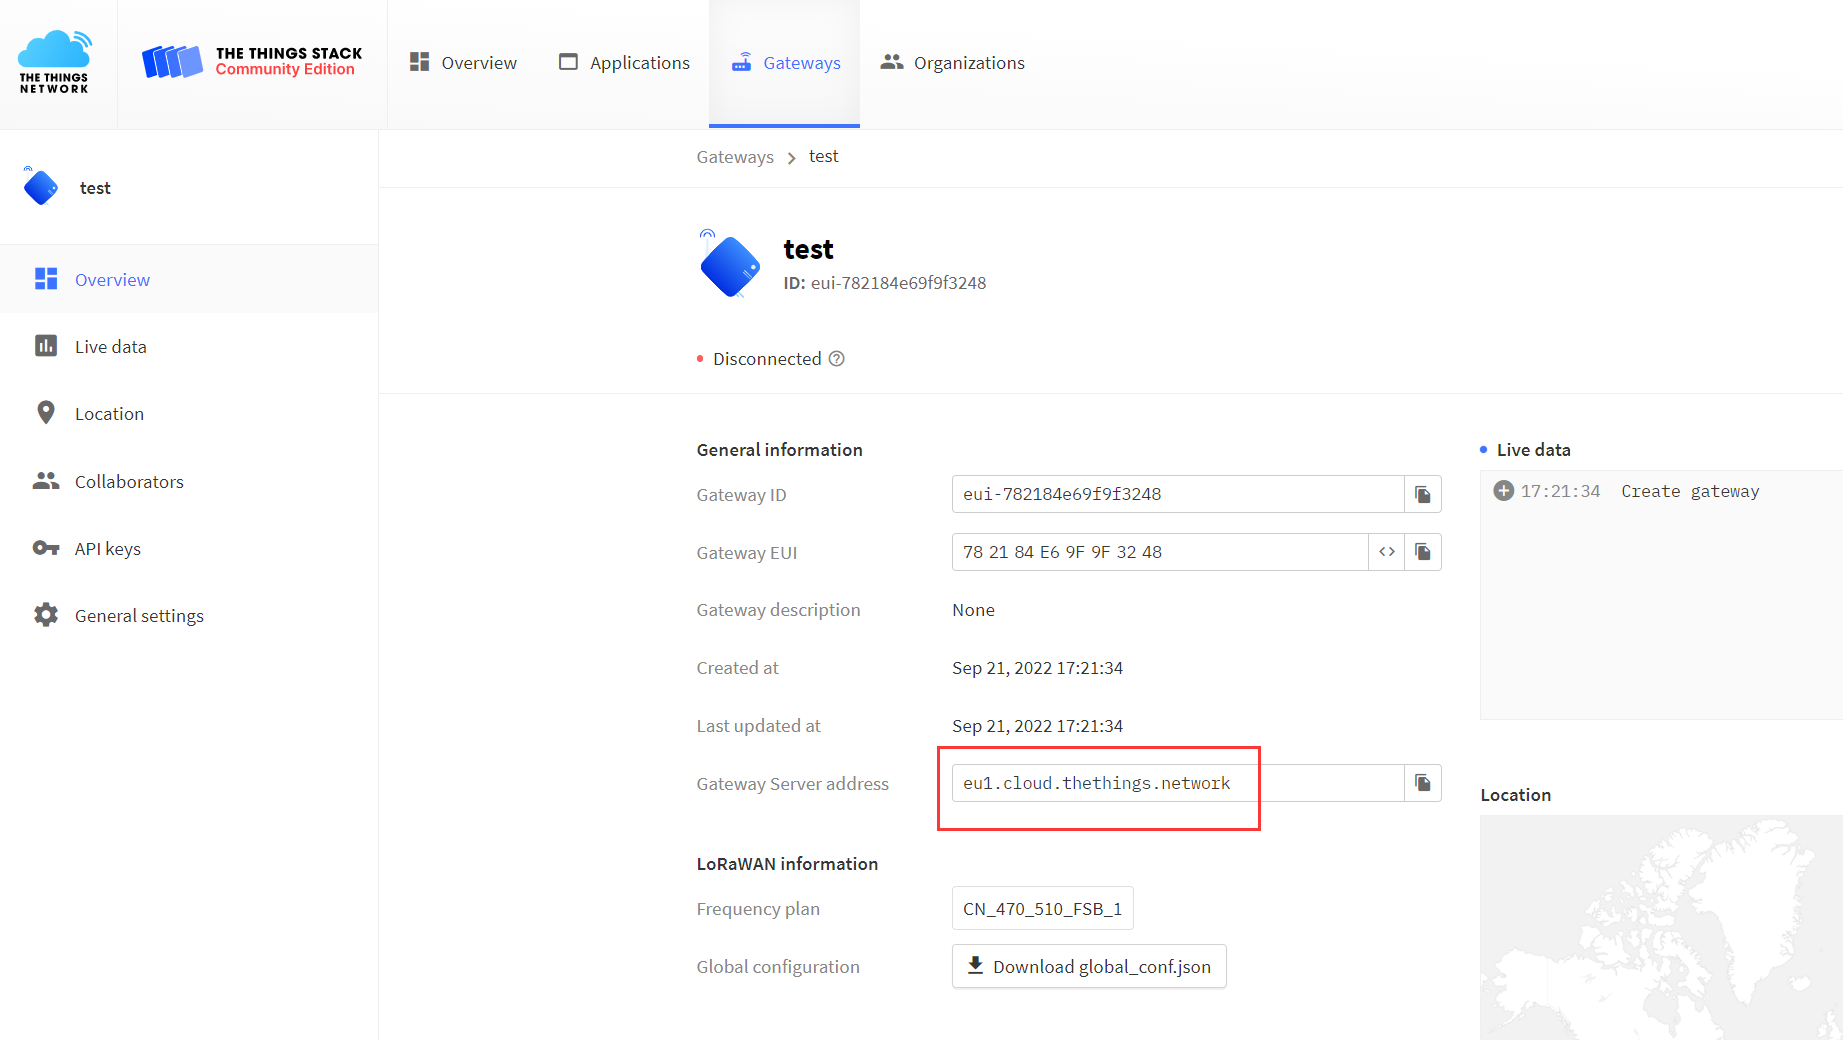 THE THINGS
NETWORK
THE THINGS STACK
Community Edition
Overview
Applications
Gateways
Organizations
test
Overview
Live data
Location
Collaborators
API keys
General settings
Gateways > test
test
ID: eui-782184e69f9f3248
Disconnected
General information
Gateway ID eui-782184e69f9f3248
Gateway EUI 78 21 84 E6 9F 9F 32 48
Gateway description None
Created at Sep 21, 2022 17:21:34
Last updated at Sep 21, 2022 17:21:34
Gateway Server address eu1.cloud.thethings.network
LoRaWAN information
Frequency plan CN_470_510_FSB_1
Global configuration Download global_conf.json
Live data
17:21:34 Create gateway
Location